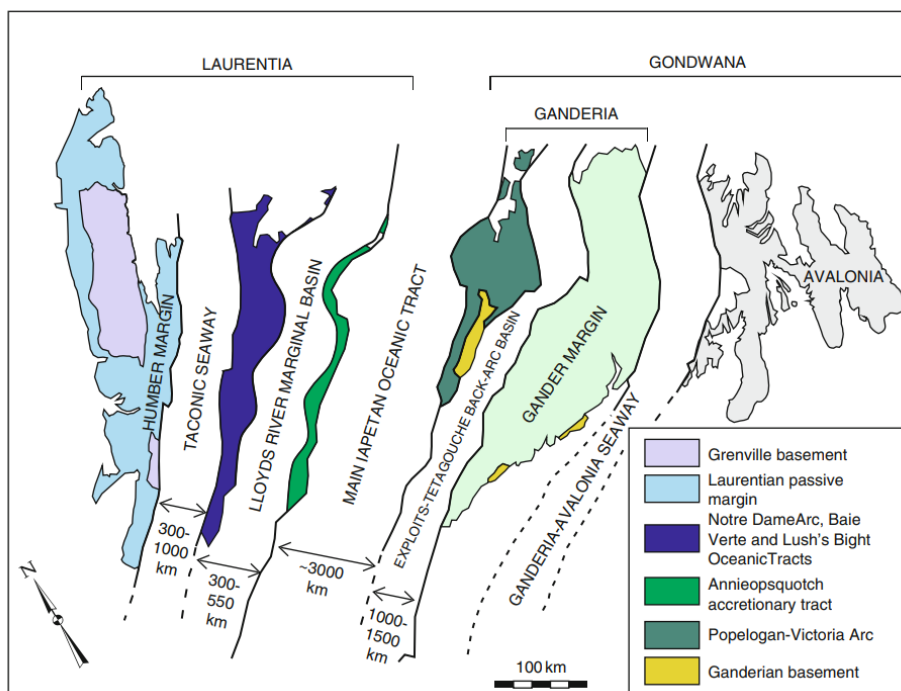 LAURENTIA
GONDWANA
GANDERIA
HUMBER MARGIN
TACONIC SEAWAY
LLOYDS RIVER MARGINAL BASIN
MAIN IAPETAN OCEANIC TRACT
EXPLOITS-TETAGOUCHE BACK-ARC BASIN
GANDER MARGIN
GANDERIA-AVALONIA SEAWAY
AVALONIA
300-
1000
km
300-
550
km
~3000
km
1000-
1500
km
N
100 km
Grenville basement
Laurentian passive
margin
Notre DameArc, Baie
Verte and Lush's Bight
OceanicTracts
Annieopsquotch
accretionary tract
Popelogan-Victoria Arc
Ganderian basement